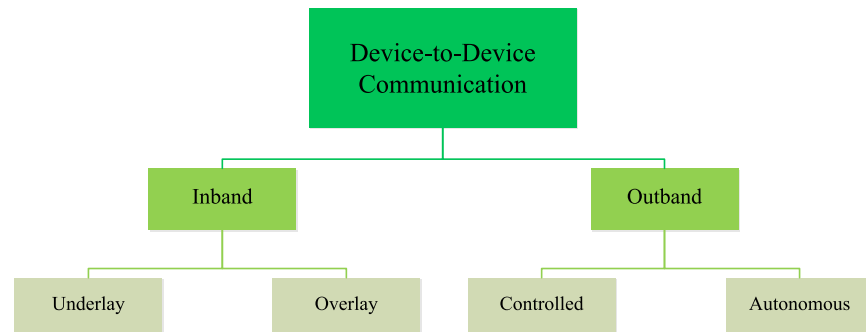 Device-to-Device
Communication
Inband
Outband
Underlay
Overlay
Controlled
Autonomous